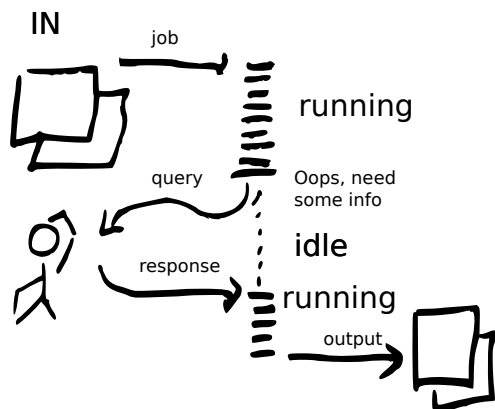 IN
job
running
query
Oops, need
some info
idle
response
running
output